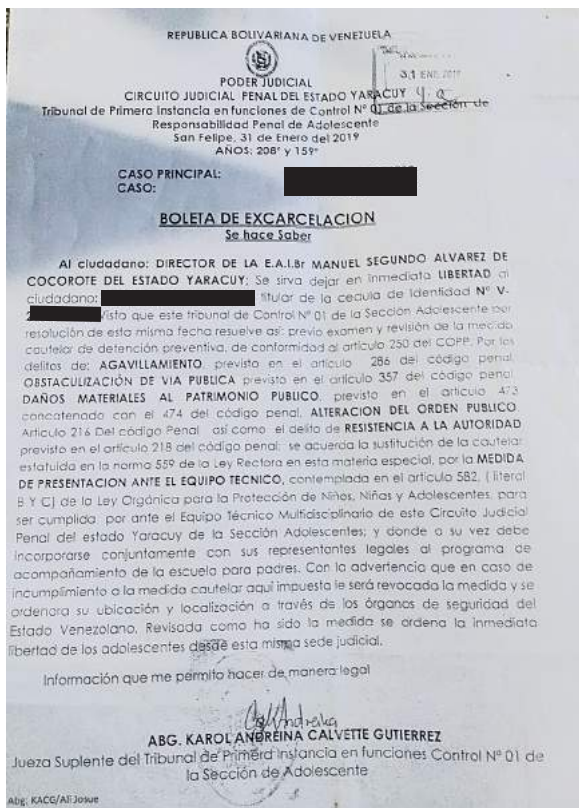 REPUBLICA BOLIVARIANA DE VENEZUELA
PODER JUDICIAL
31 ENE 2019
CIRCUITO JUDICIAL PENAL DEL ESTADO YARACUY
Tribunal de Primera Instancia en funciones de Control Nº 01 de la Sección de
Responsabilidad Penal de Adolescente
San Felipe, 31 de Enero del 2019
AÑOS: 208° y 159°
CASO PRINCIPAL:
CASO:
BOLETA DE EXCARCELACION
Se hace Saber
Al ciudadano: DIRECTOR DE LA E.A.I.Br MANUEL SEGUNDO ALVAREZ DE
COCOROTE DEL ESTADO YARACUY; Se sirva dejar en inmediata LIBERTAD al
ciudadano: titular de la cedula de Identidad Nº V-
Visto que este tribunal de Control Nº 01 de la Sección Adolescente por
resolución de esta misma fecha resuelve así: previo examen y revisión de la medida
cautelar de detención preventiva, de conformidad al artículo 250 del COPP. Por los
delitos de: AGAVILLAMIENTO, previsto en el articulo 286 del código penal,
OBSTACULIZACIÓN DE VIA PUBLICA previsto en el artículo 357 del código penal,
DAÑOS MATERIALES AL PATRIMONIO PUBLICO, previsto en el articulo 473
concatenado con el 474 del código penal, ALTERACION DEL ORDEN PUBLICO,
Articulo 216 Del código Penal así como el delito de RESISTENCIA A LA AUTORIDAD
previsto en el artículo 218 del código penal; se acuerda la sustitución de la cautelar
estatuida en la norma 559 de la Ley Rectora en esta materia especial, por la MEDIDA
DE PRESENTACION ANTE EL EQUIPO TECNICO, contemplada en el articulo 582, ( literal
B Y C) de la Ley Orgánica para la Protección de Niños, Niñas y Adolescentes, para
ser cumplida, por ante el Equipo Técnico Multidisciplinario de este Circuito Judicial
Penal del estado Yaracuy de la Sección Adolescentes; y donde a su vez debe
incorporarse conjuntamente con sus representantes legales al programa de
acompañamiento de la escuela para padres. Con la advertencia que en caso de
incumplimiento a la medida cautelar aquí impuesta le será revocada la medida y se
ordenara su ubicación y localización a través de los órganos de seguridad del
Estado Venezolano. Revisada como ha sido la medida se ordena la inmediata
libertad de los adolescentes desde esta misma sede judicial.
Información que me permito hacer de manera legal
ABG. KAROL ANDREINA CALVETTE GUTIERREZ
Jueza Suplente del Tribunal de Primera Instancia en funciones Control Nº 01 de
la Sección de Adolescente
Abg: KACG/Ali Josue